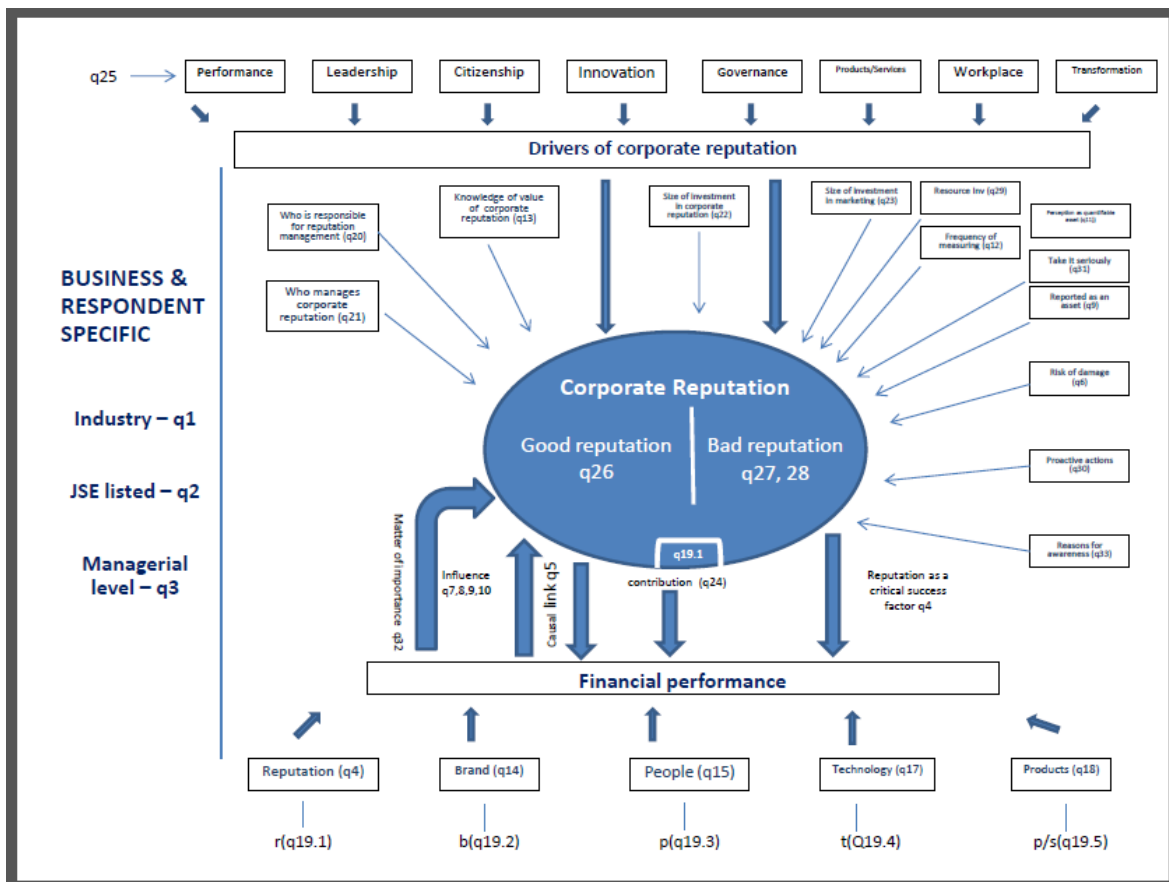 q25
Performance
Leadership
Citizenship
Innovation
Governance
Products/Services
Workplace
Transformation
Drivers of corporate reputation
Who is responsible
for reputation
management (q20)
Knowledge of value
of corporate
reputation (q13)
Size of investment
in corporate
reputation (q22)
Size of investment
in marketing (q23)
Resource Inv (q29)
Perception as quantifiable
asset
Frequency of
measuring (q12)
Take it seriously
(q31)
Reported as an
asset (q9)
Who manages
corporate
reputation (q21)
BUSINESS &
RESPONDENT
SPECIFIC
Risk of damage
(q6)
Corporate Reputation
Industry – q1
Good reputation
q26
Bad reputation
q27, 28
Proactive actions
(q30)
JSE listed – q2
Reasons for
awareness (q33)
Managerial
level – q3
Matter of importance q32
Influence
q7,8,9,10
Causal link q5
q19.1
contribution (q24)
Reputation as a
critical success
factor q4
Financial performance
Reputation (q4)
Brand (q14)
People (q15)
Technology (q17)
Products (q18)
r(q19.1)
b(q19.2)
p(q19.3)
t(Q19.4)
p/s(q19.5)